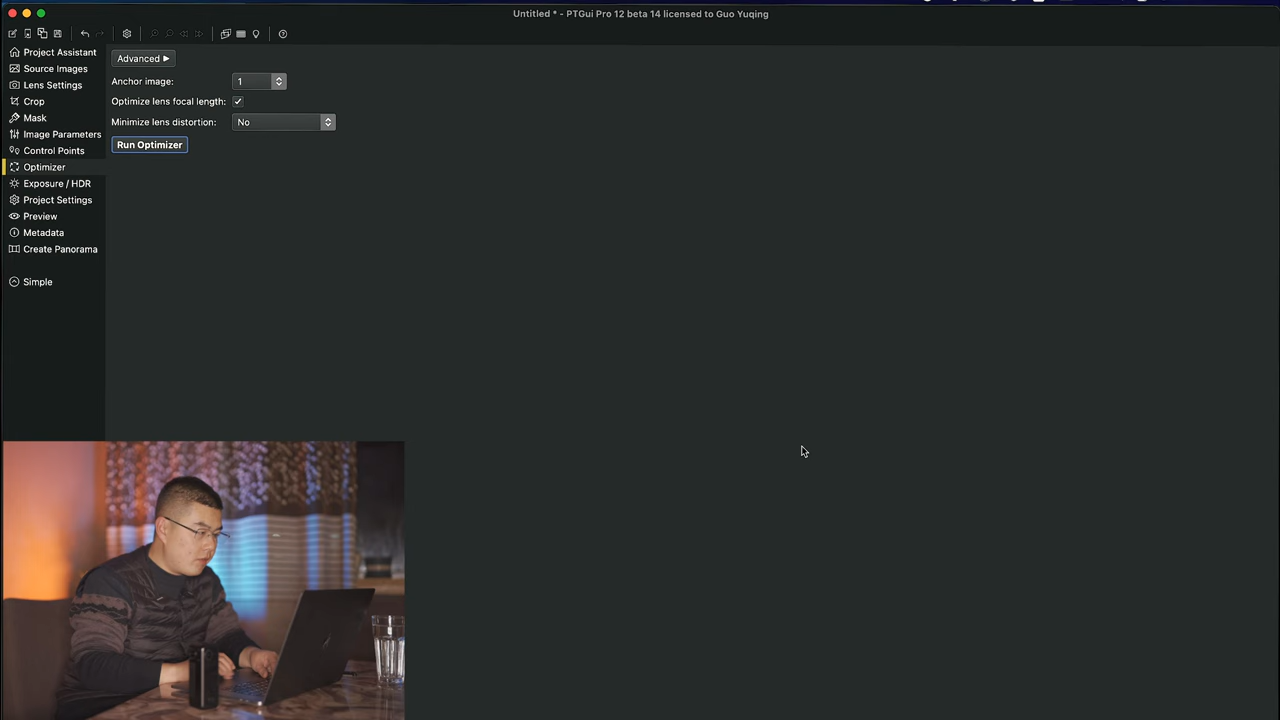 Untitled * - PTGui Pro 12 beta 14 licensed to Guo Yuqing
Project Assistant
Source Images
Lens Settings
Crop
Mask
Image Parameters
Control Points
Optimizer
Exposure / HDR
Project Settings
Preview
Metadata
Create Panorama
Simple
Advanced ▶
Anchor image: 1
Optimize lens focal length: ✓
Minimize lens distortion: No
Run Optimizer